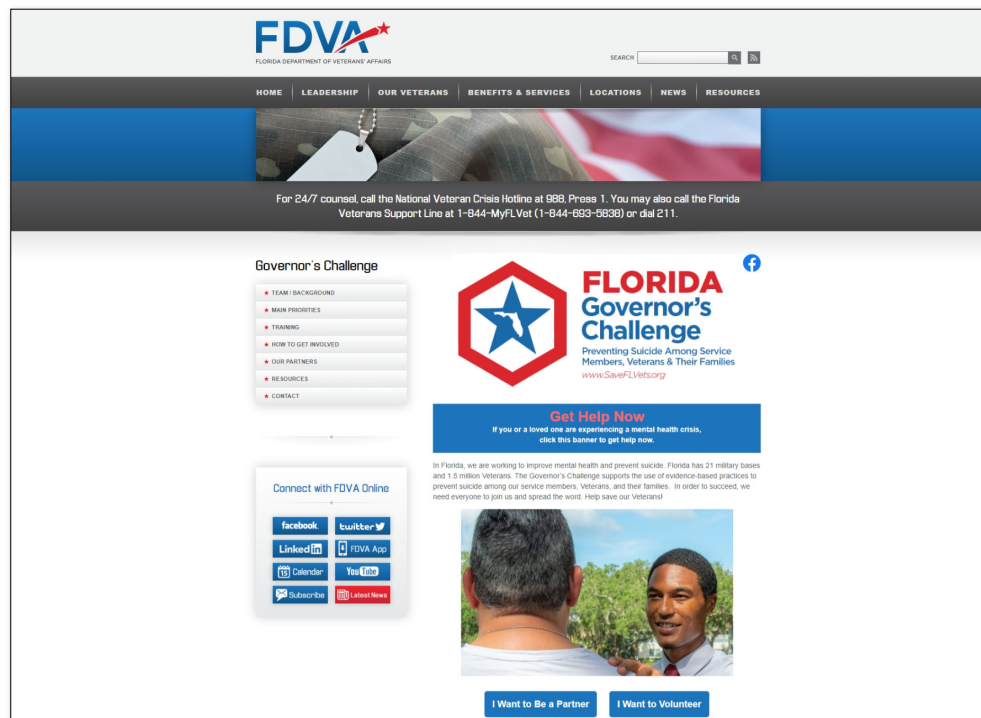 FDVA
FLORIDA DEPARTMENT OF VETERANS' AFFAIRS
SEARCH
HOME
LEADERSHIP
OUR VETERANS
BENEFITS & SERVICES
LOCATIONS
NEWS
RESOURCES
For 24/7 counsel, call the National Veteran Crisis Hotline at 988, Press 1. You may also call the Florida
Veterans Support Line at 1-844-MyFLVet (1-844-693-5838) or dial 211.
Governor's Challenge
TEAM / BACKGROUND
MAIN PRIORITIES
TRAINING
HOW TO GET INVOLVED
OUR PARTNERS
RESOURCES
CONTACT
Connect with FDVA Online
facebook.
twitter
Linked in
FDVA App
15 Calendar
YouTube
Subscribe
Latest News
FLORIDA
Governor's
Challenge
Preventing Suicide Among Service
Members, Veterans & Their Families
www.SaveFLVets.org
Get Help Now
If you or a loved one are experiencing a mental health crisis,
click this banner to get help now.
In Florida, we are working to improve mental health and prevent suicide. Florida has 21 military bases
and 1.5 million Veterans. The Governor's Challenge supports the use of evidence-based practices to
prevent suicide among our service members, Veterans, and their families. In order to succeed, we
need everyone to join us and spread the word. Help save our Veterans!
I Want to Be a Partner
I Want to Volunteer